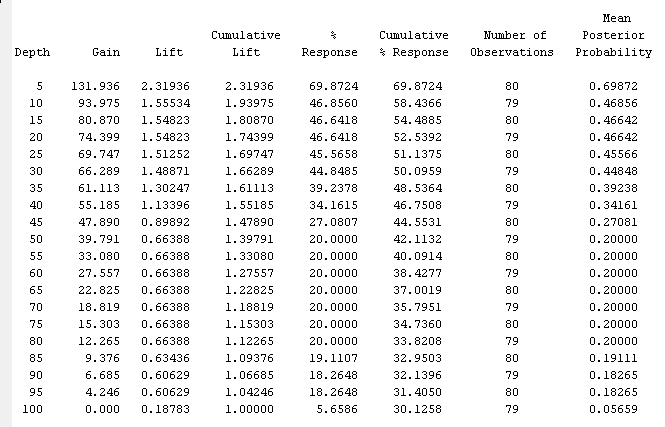 Mean
Cumulative % Cumulative Number of Posterior
Depth Gain Lift Lift Response % Response Observations Probability
5 131.936 2.31936 2.31936 69.8724 69.8724 80 0.69872
10 93.975 1.55534 1.93975 46.8560 58.4366 79 0.46856
15 80.870 1.54823 1.80870 46.6418 54.4885 80 0.46642
20 74.399 1.54823 1.74399 46.6418 52.5392 79 0.46642
25 69.747 1.51252 1.69747 45.5658 51.1375 80 0.45566
30 66.289 1.48871 1.66289 44.8485 50.0959 79 0.44848
35 61.113 1.30247 1.61113 39.2378 48.5364 80 0.39238
40 55.185 1.13396 1.55185 34.1615 46.7508 79 0.34161
45 47.890 0.89892 1.47890 27.0807 44.5531 80 0.27081
50 39.791 0.66388 1.39791 20.0000 42.1132 79 0.20000
55 33.080 0.66388 1.33080 20.0000 40.0914 80 0.20000
60 27.557 0.66388 1.27557 20.0000 38.4277 79 0.20000
65 22.825 0.66388 1.22825 20.0000 37.0019 80 0.20000
70 18.819 0.66388 1.18819 20.0000 35.7951 79 0.20000
75 15.303 0.66388 1.15303 20.0000 34.7360 80 0.20000
80 12.265 0.66388 1.12265 20.0000 33.8208 79 0.20000
85 9.376 0.63436 1.09376 19.1107 32.9503 80 0.19111
90 6.685 0.60629 1.06685 18.2648 32.1396 79 0.18265
95 4.246 0.60629 1.04246 18.2648 31.4050 80 0.18265
100 0.000 0.18783 1.00000 5.6586 30.1258 79 0.05659